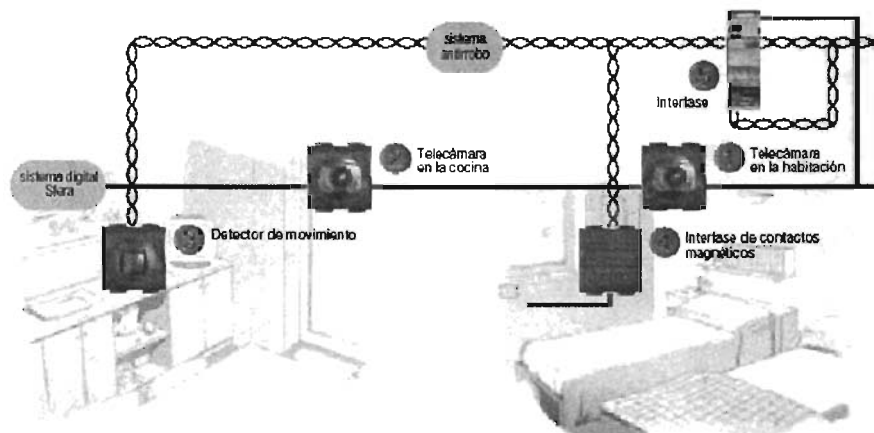 sistema
antirrobo
Interfase
Telecámara
en la cocina
Telecámara
en la habitación
sistema digital
Sfera
Detector de movimiento
Interfase de contactos
magnéticos